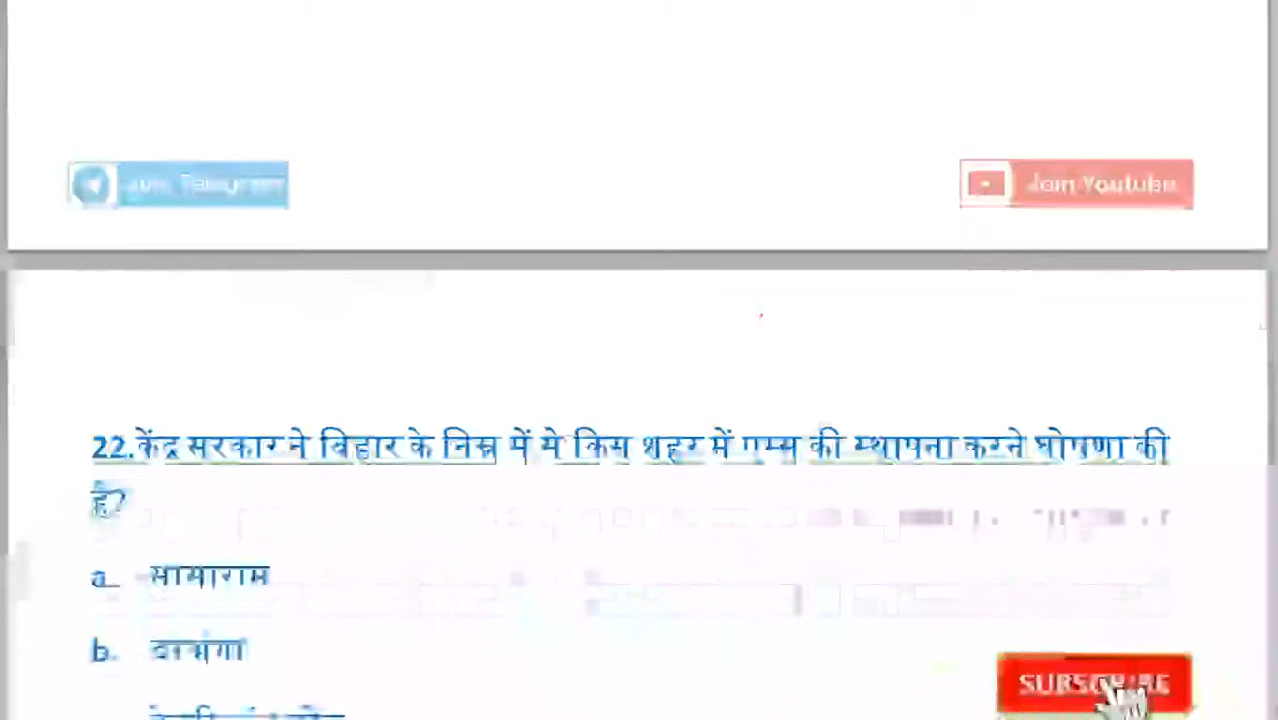 Join Telegram
Join Youtube
22.केंद्र सरकार ने बिहार के निम्न में से किस शहर में एम्स की स्थापना करने घोषणा की
है?
a. सासाराम
b. दरभंगा
SUBSCRIBE